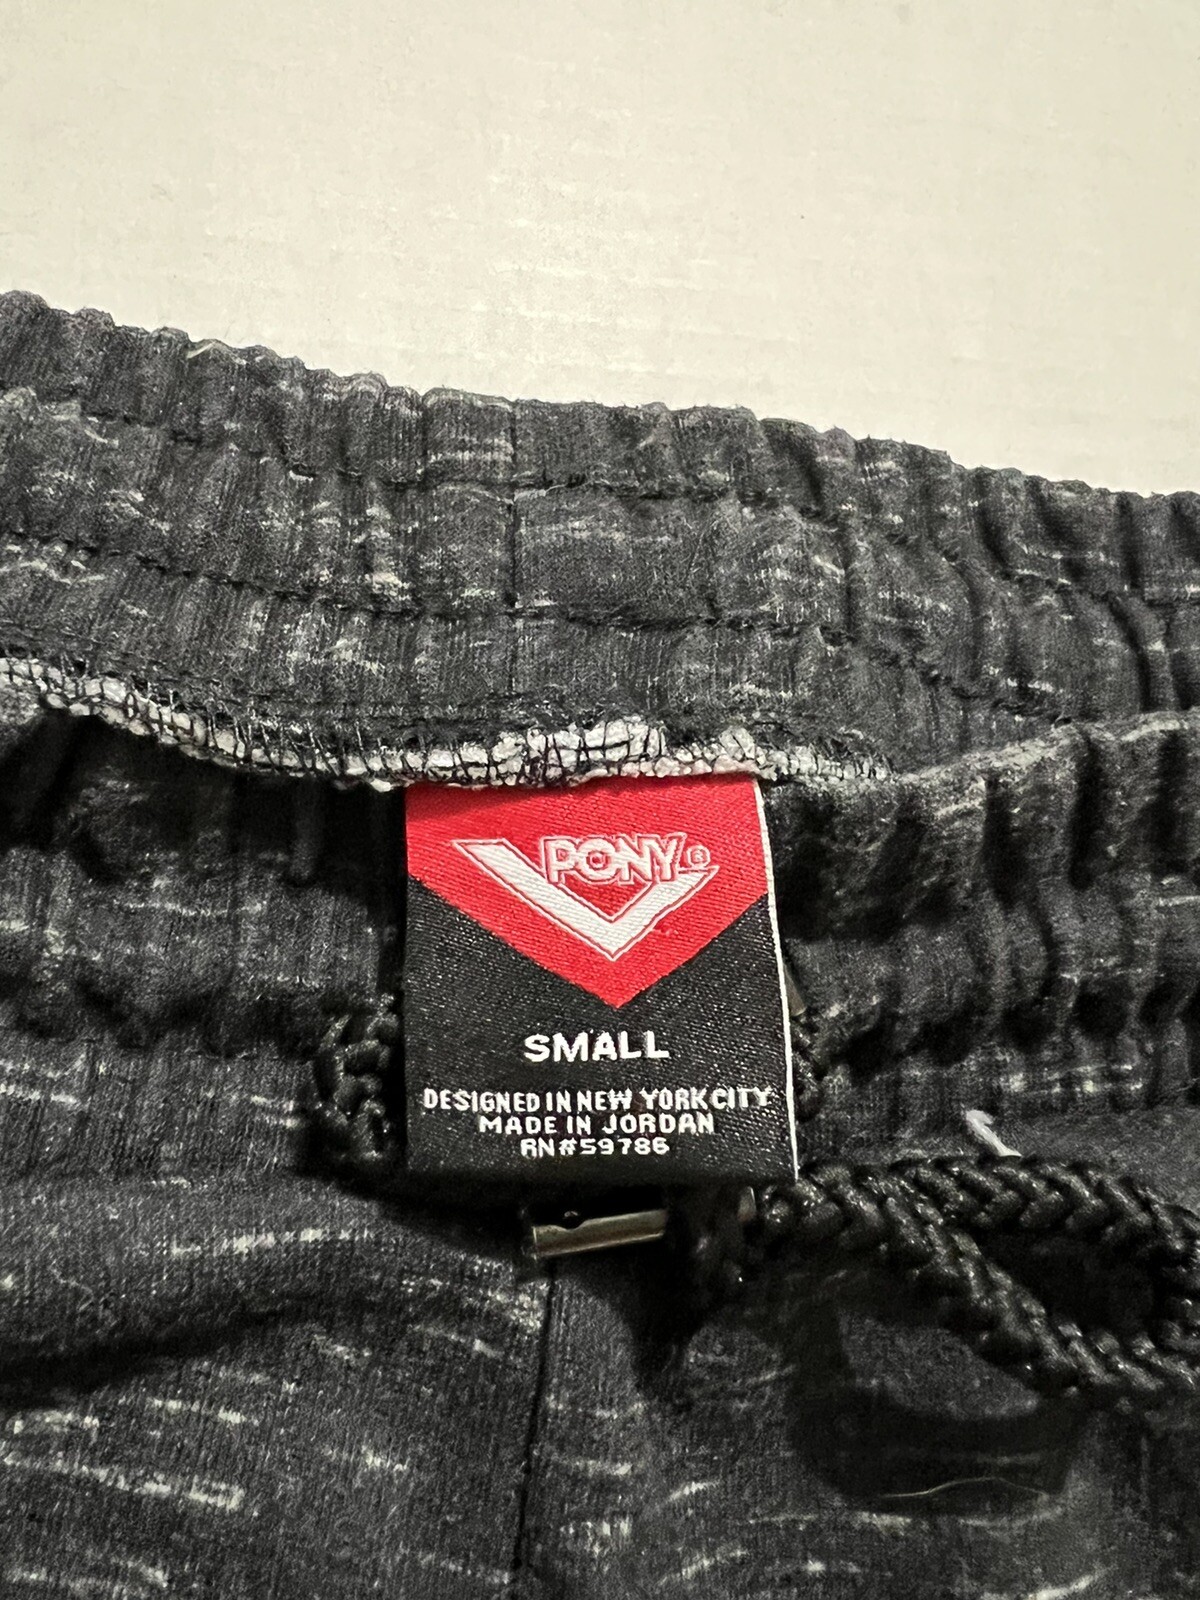 PONY®
SMALL
DESIGNED IN NEW YORK CITY
MADE IN JORDAN
RN#59786